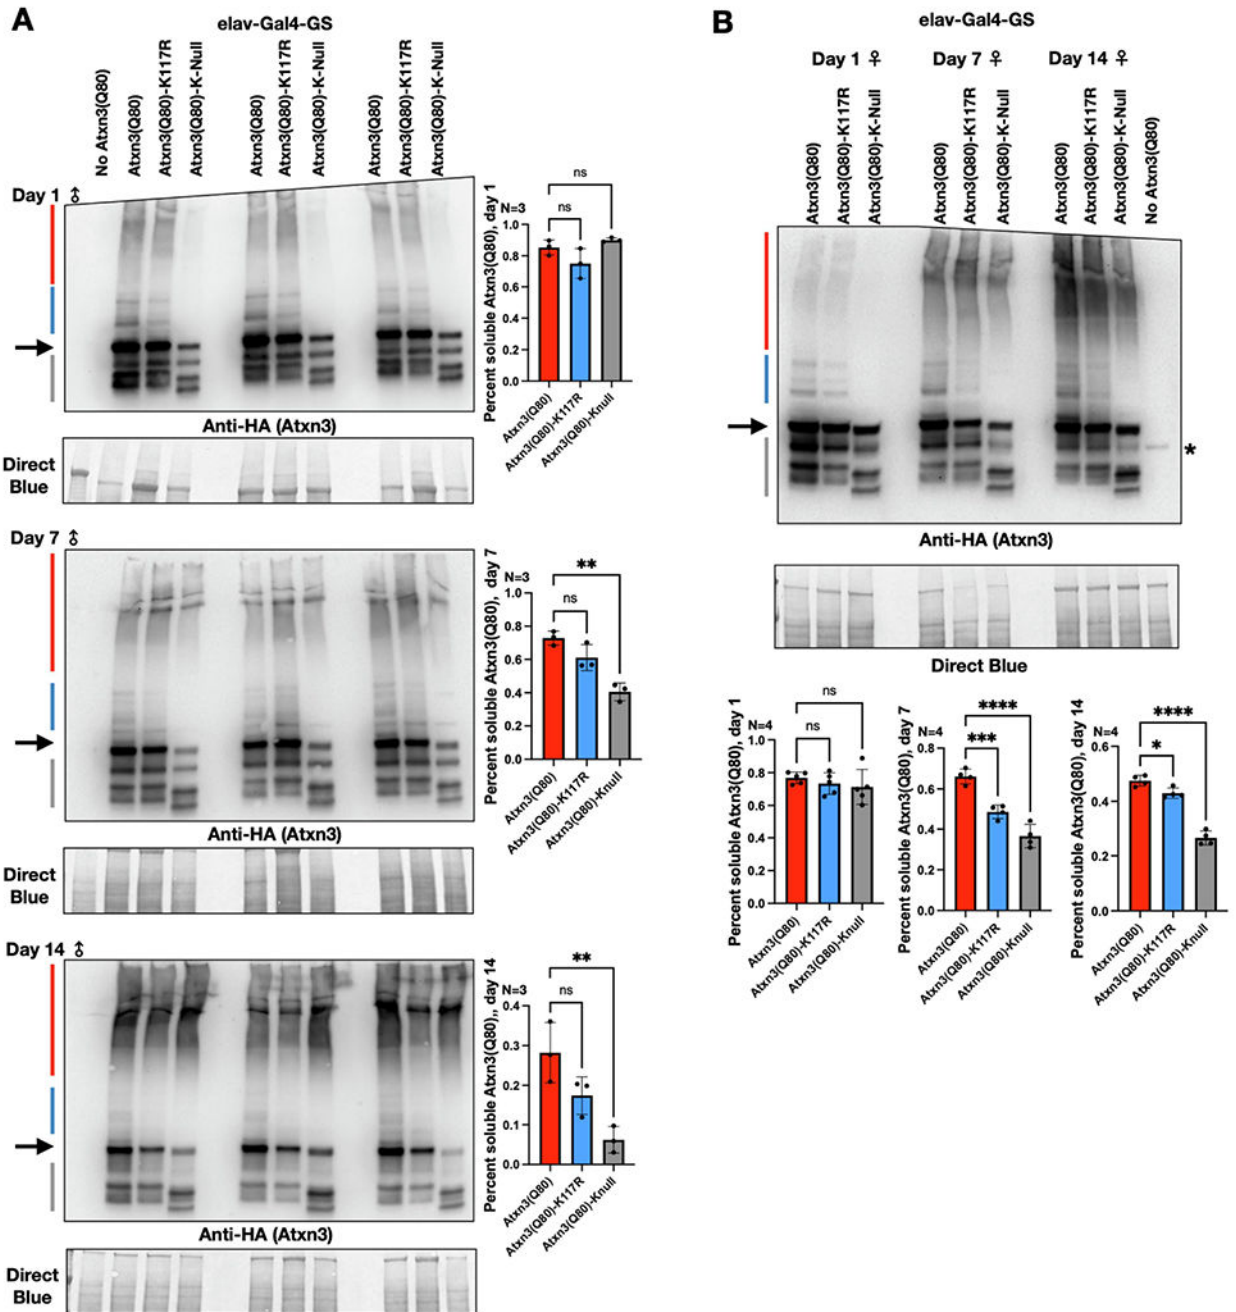 A
elav-Gal4-GS
No Atxn3(Q80)
Atxn3(Q80)
Atxn3(Q80)-K117R
Atxn3(Q80)-K-Null
Atxn3(Q80)
Atxn3(Q80)-K117R
Atxn3(Q80)-K-Null
Atxn3(Q80)
Atxn3(Q80)-K117R
Atxn3(Q80)-K-Null
Day 1 ♂
Anti-HA (Atxn3)
Direct
Blue
Percent soluble Atxn3(Q80), day 1
N=3
ns
ns
1.0
0.8
0.6
0.4
0.2
0.0
Atxn3(Q80)
Atxn3(Q80)-K117R
Atxn3(Q80)-Knull
Day 7 ♂
Anti-HA (Atxn3)
Direct
Blue
Percent soluble Atxn3(Q80), day 7
N=3
**
ns
1.0
0.8
0.6
0.4
0.2
0.0
Atxn3(Q80)
Atxn3(Q80)-K117R
Atxn3(Q80)-Knull
Day 14 ♂
Anti-HA (Atxn3)
Direct
Blue
Percent soluble Atxn3(Q80),, day 14
N=3
**
ns
0.4
0.3
0.2
0.1
0.0
Atxn3(Q80)
Atxn3(Q80)-K117R
Atxn3(Q80)-Knull
B
elav-Gal4-GS
Day 1 ♀ Day 7 ♀ Day 14 ♀
Atxn3(Q80)
Atxn3(Q80)-K117R
Atxn3(Q80)-K-Null
Atxn3(Q80)
Atxn3(Q80)-K117R
Atxn3(Q80)-K-Null
Atxn3(Q80)
Atxn3(Q80)-K117R
Atxn3(Q80)-K-Null
No Atxn3(Q80)
*
Anti-HA (Atxn3)
Direct Blue
Percent soluble Atxn3(Q80), day 1
N=4
ns
ns
1.0
0.8
0.6
0.4
0.2
0.0
Atxn3(Q80)
Atxn3(Q80)-K117R
Atxn3(Q80)-Knull
Percent soluble Atxn3(Q80), day 7
N=4
****
***
0.8
0.6
0.4
0.2
0.0
Atxn3(Q80)
Atxn3(Q80)-K117R
Atxn3(Q80)-Knull
Percent soluble Atxn3(Q80), day 14
N=4
****
*
0.6
0.4
0.2
0.0
Atxn3(Q80)
Atxn3(Q80)-K117R
Atxn3(Q80)-Knull